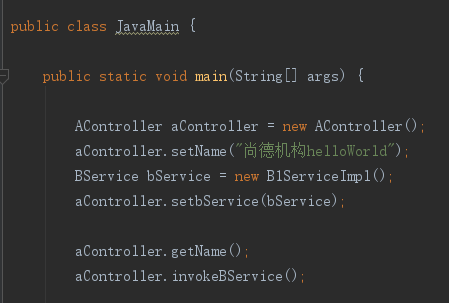 public class JavaMain {
public static void main(String[] args) {
AController aController = new AController();
aController.setName("尚德机构helloWorld");
BService bService = new B1ServiceImpl();
aController.setbService(bService);
aController.getName();
aController.invokeBService();